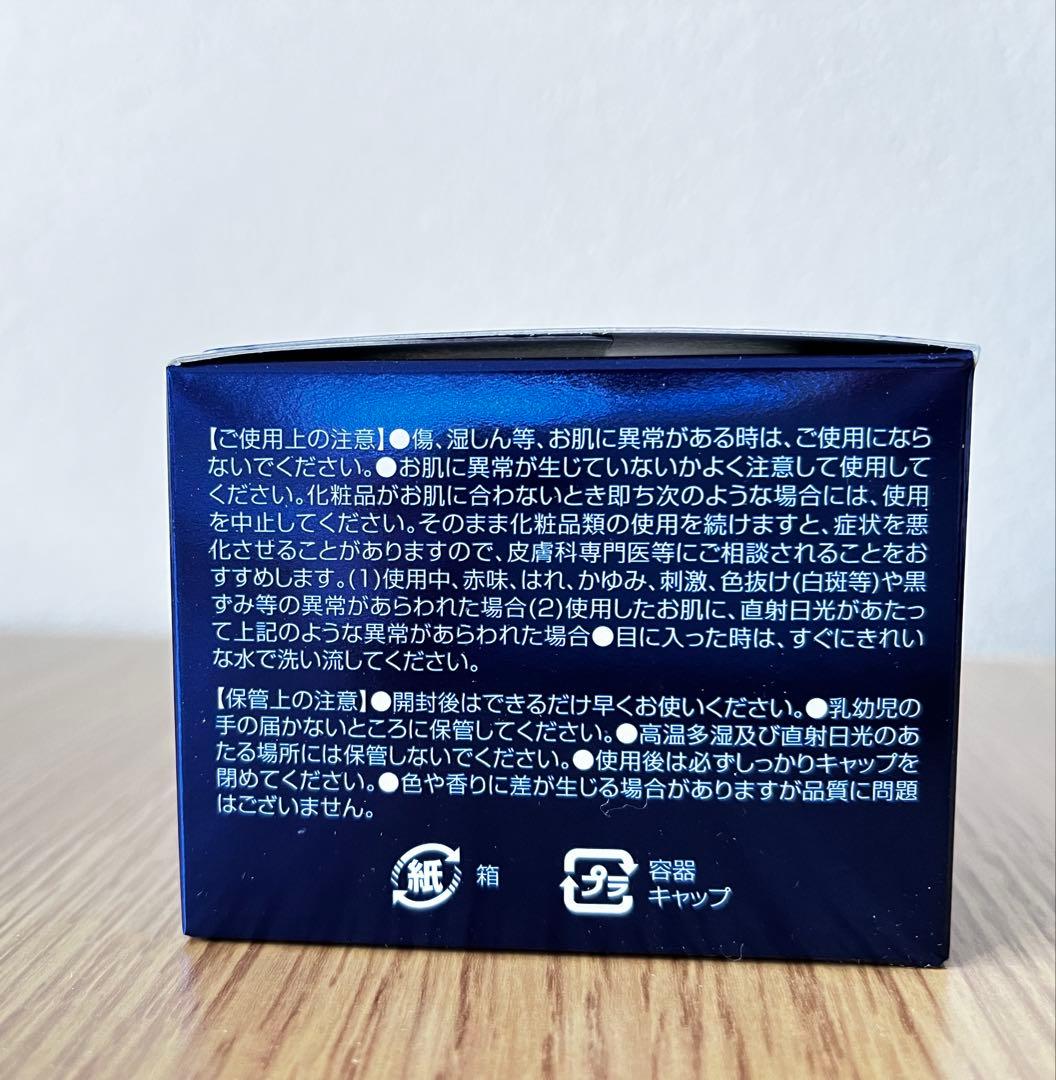 【ご使用上の注意】●傷、湿しん等、お肌に異常がある時は、ご使用になら
ないでください。●お肌に異常が生じていないかよく注意して使用して
ください。化粧品がお肌に合わないとき即ち次のような場合には、使用
を中止してください。そのまま化粧品類の使用を続けますと、症状を悪
化させることがありますので、皮膚科専門医等にご相談されることをお
すすめします。(1)使用中、赤味、はれ、かゆみ、刺激、色抜け(白斑等)や黒
ずみ等の異常があらわれた場合(2)使用したお肌に、直射日光があたっ
て上記のような異常があらわれた場合●目に入った時は、すぐにきれい
な水で洗い流してください。
【保管上の注意】●開封後はできるだけ早くお使いください。●乳幼児の
手の届かないところに保管してください。●高温多湿及び直射日光のあ
たる場所には保管しないでください。●使用後は必ずしっかりキャップを
閉めてください。●色や香りに差が生じる場合がありますが品質に問題
はございません。
紙 箱
プラ 容器
キャップ